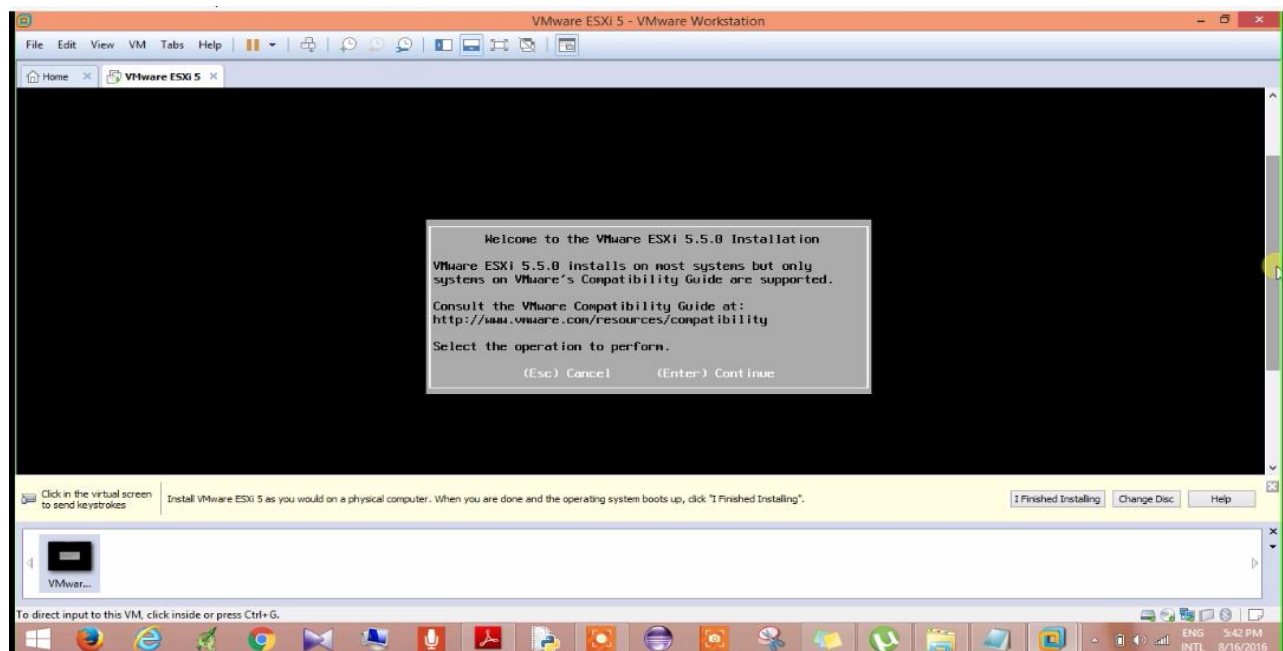 VMware ESXi 5 - VMware Workstation
File Edit View VM Tabs Help
Home VMware ESXi 5
Welcome to the VMware ESXi 5.5.0 Installation
VMware ESXi 5.5.0 installs on most systems but only
systems on VMware's Compatibility Guide are supported.
Consult the VMware Compatibility Guide at:
http://www.vmware.com/resources/compatibility
Select the operation to perform.
(Esc) Cancel (Enter) Continue
Click in the virtual screen
to send keystrokes
Install VMware ESXi 5 as you would on a physical computer. When you are done and the operating system boots up, click "I Finished Installing".
I Finished Installing Change Disc Help
VMwar...
To direct input to this VM, click inside or press Ctrl+G.
ENG 5:42 PM
INTL 8/16/2016